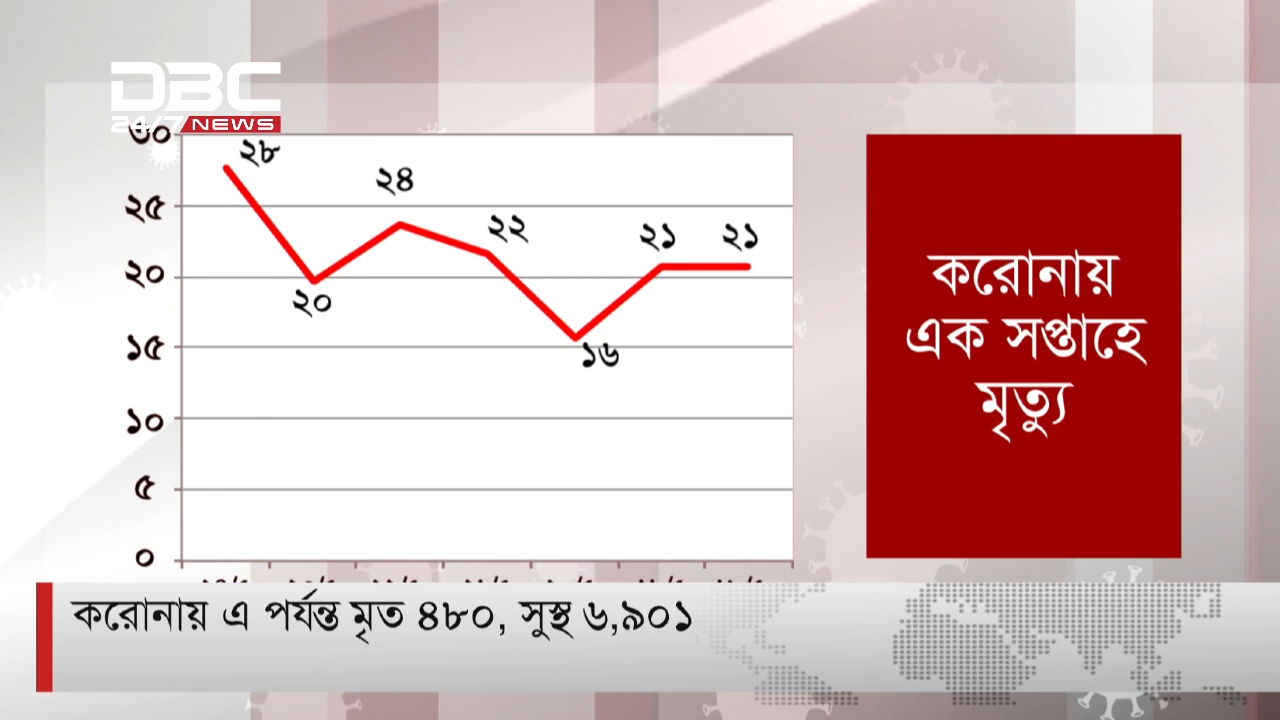 DBC
24/7 NEWS
৩০
২৫
২০
১৫
১০
৫
০
২৮
২০
২৪
২২
১৬
২১
২১
করোনায়
এক সপ্তাহে
মৃত্যু
করোনায় এ পর্যন্ত মৃত ৪৮০, সুস্থ ৬,৯০১